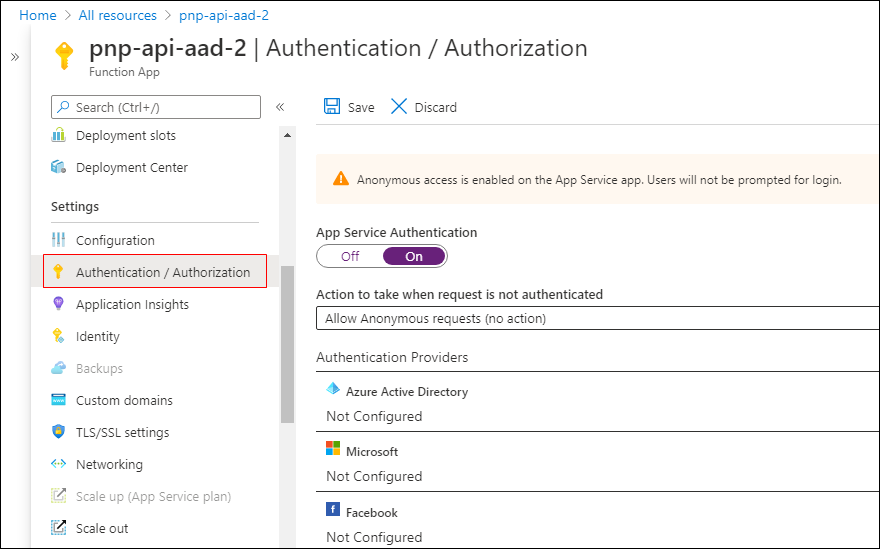 Home > All resources > pnp-api-aad-2
»
pnp-api-aad-2 | Authentication / Authorization
Function App
Search (Ctrl+/)
«
Save
Discard
Deployment slots
Deployment Center
Settings
Configuration
Authentication / Authorization
Application Insights
Identity
Backups
Custom domains
TLS/SSL settings
Networking
Scale up (App Service plan)
Scale out
Anonymous access is enabled on the App Service app. Users will not be prompted for login.
App Service Authentication
Off On
Action to take when request is not authenticated
Allow Anonymous requests (no action)
Authentication Providers
Azure Active Directory
Not Configured
Microsoft
Not Configured
Facebook
Not Configured